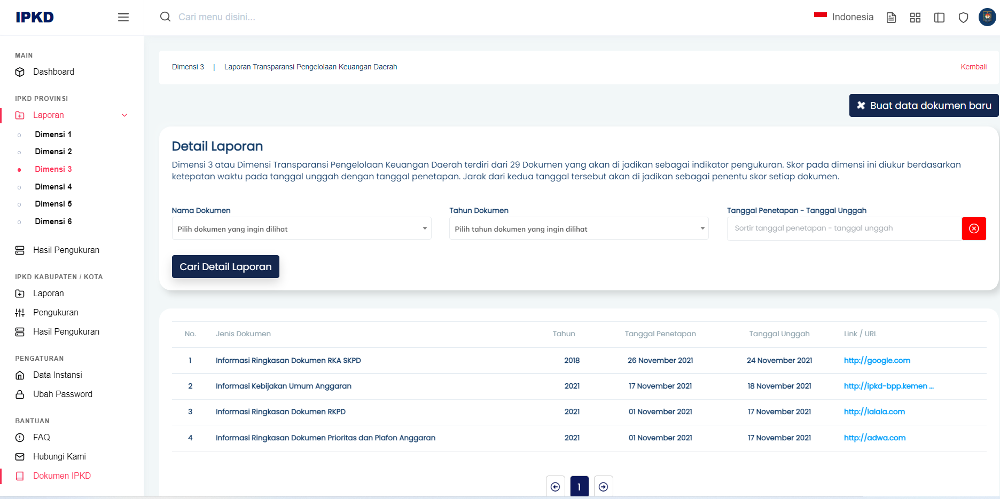 IPKD
Cari menu disini...
Indonesia
MAIN
Dashboard
IPKD PROVINSI
Laporan
Dimensi 1
Dimensi 2
Dimensi 3
Dimensi 4
Dimensi 5
Dimensi 6
Hasil Pengukuran
IPKD KABUPATEN / KOTA
Laporan
Pengukuran
Hasil Pengukuran
PENGATURAN
Data Instansi
Ubah Password
BANTUAN
FAQ
Hubungi Kami
Dokumen IPKD
Dimensi 3 | Laporan Transparansi Pengelolaan Keuangan Daerah
Kembali
Buat data dokumen baru
Detail Laporan
Dimensi 3 atau Dimensi Transparansi Pengelolaan Keuangan Daerah terdiri dari 29 Dokumen yang akan di jadikan sebagai indikator pengukuran. Skor pada dimensi ini diukur berdasarkan
ketepatan waktu pada tanggal unggah dengan tanggal penetapan. Jarak dari kedua tanggal tersebut akan di jadikan sebagai penentu skor setiap dokumen.
Nama Dokumen
Pilih dokumen yang ingin dilihat
Tahun Dokumen
Pilih tahun dokumen yang ingin dilihat
Tanggal Penetapan - Tanggal Unggah
Sortir tanggal penetapan - tanggal unggah
Cari Detail Laporan
No. Jenis Dokumen Tahun Tanggal Penetapan Tanggal Unggah Link / URL
1 Informasi Ringkasan Dokumen RKA SKPD 2018 26 November 2021 24 November 2021 http://google.com
2 Informasi Kebijakan Umum Anggaran 2021 17 November 2021 18 November 2021 http://ipkd-bpp.kemen ...
3 Informasi Ringkasan Dokumen RKPD 2021 01 November 2021 17 November 2021 http://lalala.com
4 Informasi Ringkasan Dokumen Prioritas dan Plafon Anggaran 2021 01 November 2021 17 November 2021 http://adwa.com
1